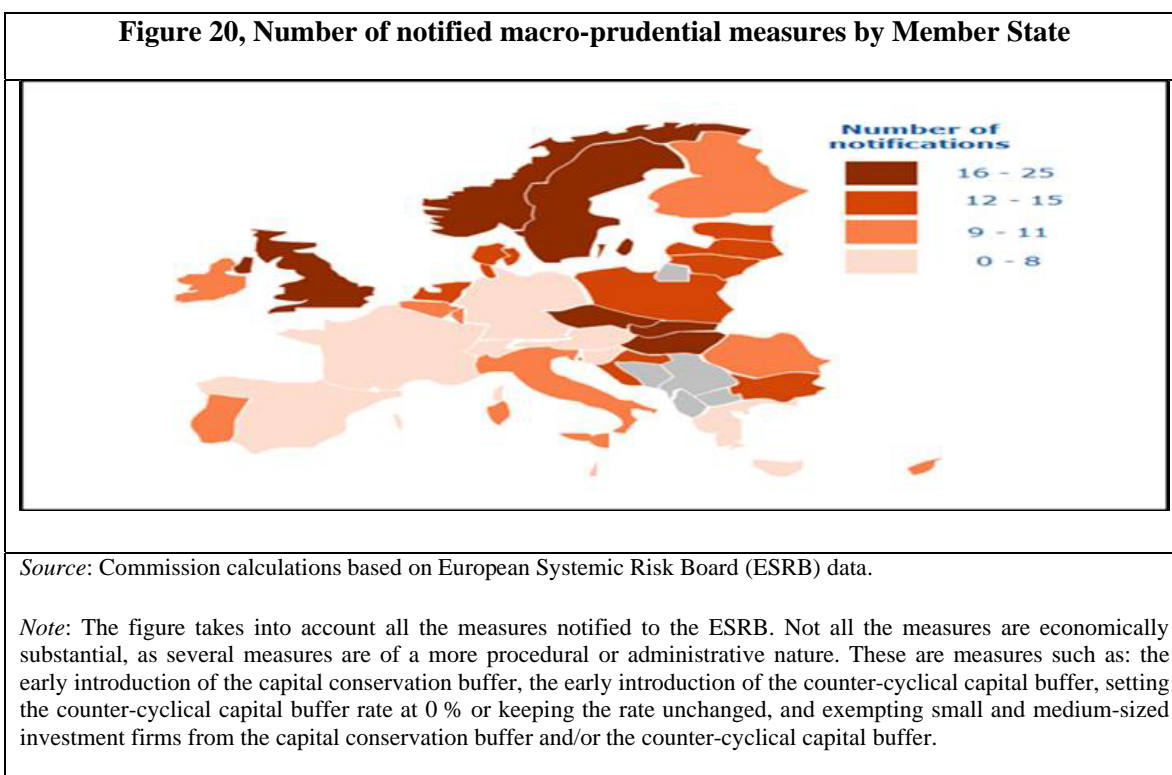 Figure 20, Number of notified macro-prudential measures by Member State
Number of
notifications
16 - 25
12 - 15
9 - 11
0 - 8
Source: Commission calculations based on European Systemic Risk Board (ESRB) data.
Note: The figure takes into account all the measures notified to the ESRB. Not all the measures are economically
substantial, as several measures are of a more procedural or administrative nature. These are measures such as: the
early introduction of the capital conservation buffer, the early introduction of the counter-cyclical capital buffer, setting
the counter-cyclical capital buffer rate at 0 % or keeping the rate unchanged, and exempting small and medium-sized
investment firms from the capital conservation buffer and/or the counter-cyclical capital buffer.